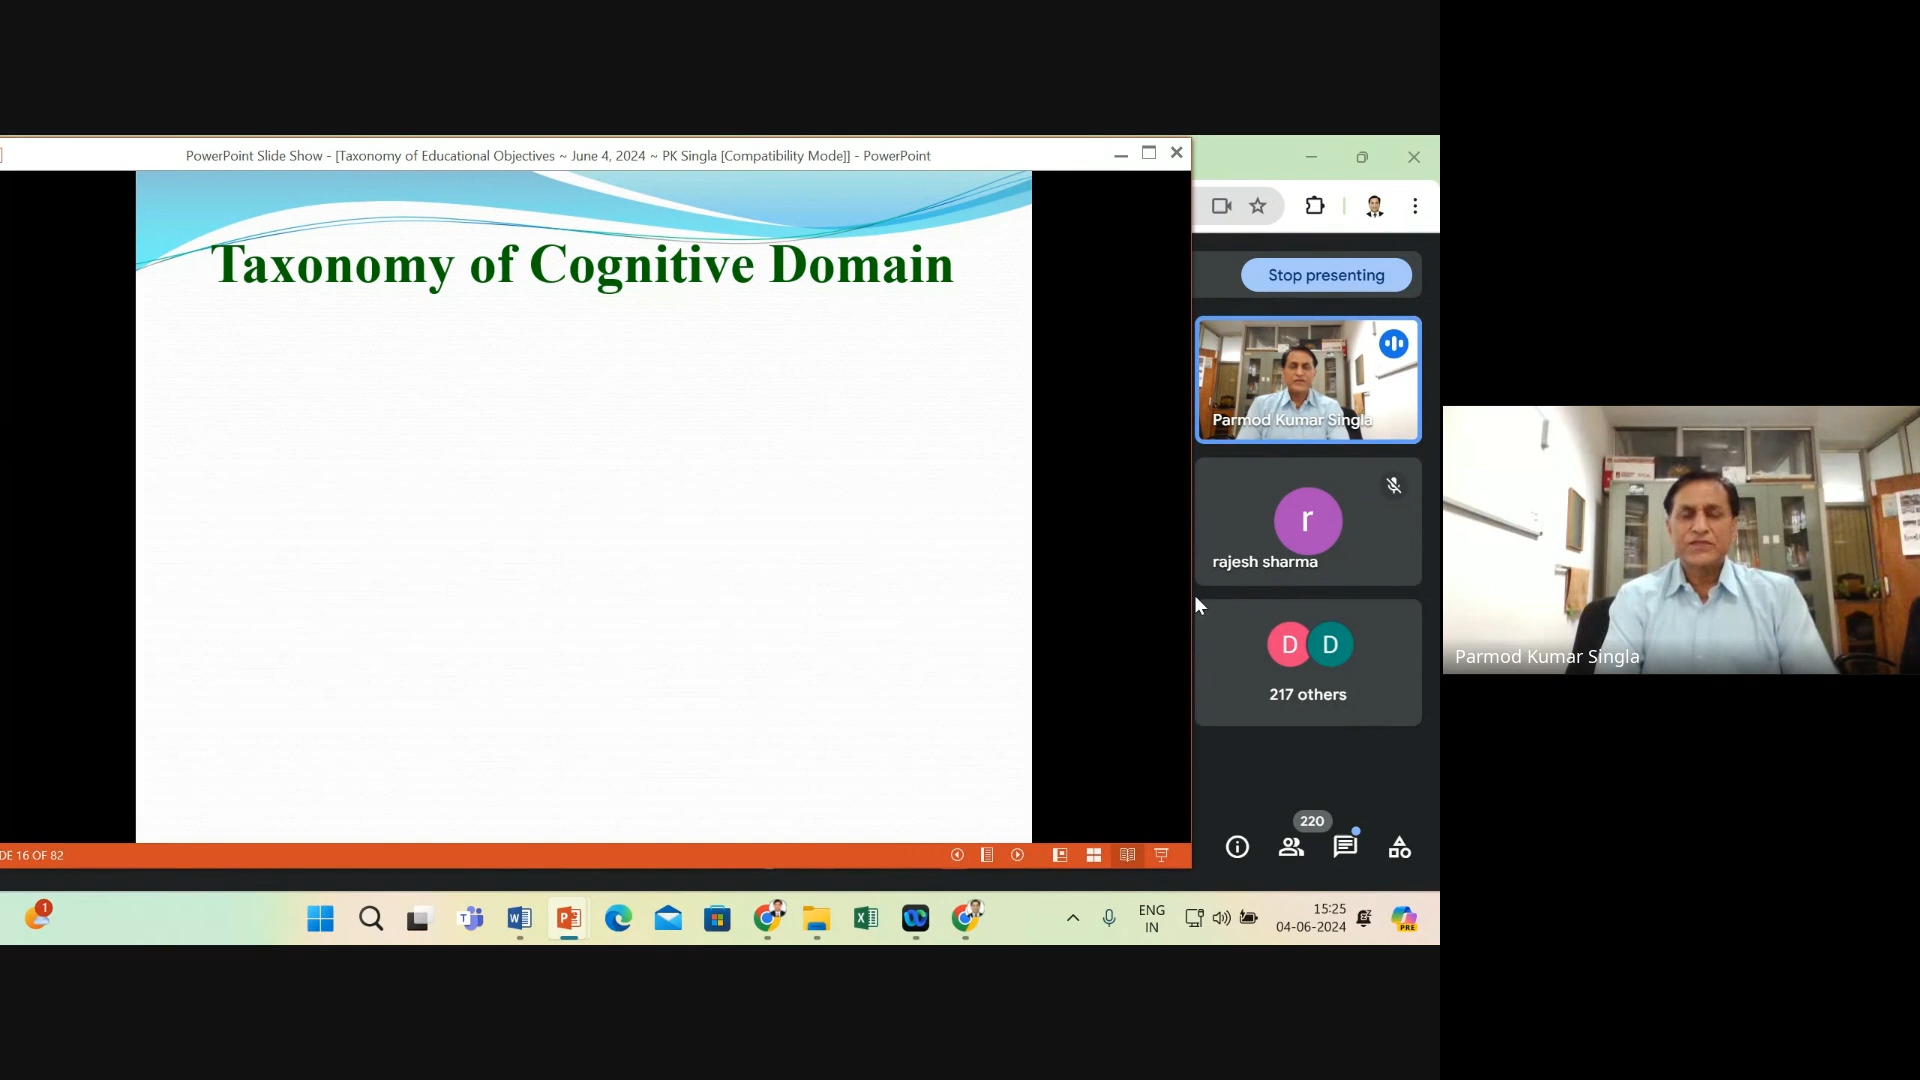 PowerPoint Slide Show - [Taxonomy of Educational Objectives ~ June 4, 2024 ~ PK Singla [Compatibility Mode]] - PowerPoint
Taxonomy of Cognitive Domain
Stop presenting
Parmod Kumar Singla
r
rajesh sharma
D D
217 others
Parmod Kumar Singla
220
DE 16 OF 82
1
ENG
IN
15:25
04-06-2024
PRE